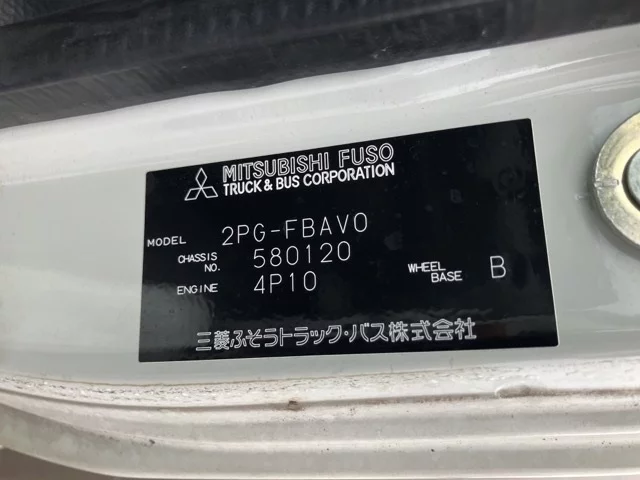 MITSUBISHI FUSO
TRUCK & BUS CORPORATION
MODEL 2PG-FBAV0
CHASSIS NO. 580120
ENGINE 4P10 WHEEL BASE B
三菱ふそうトラック・バス株式会社